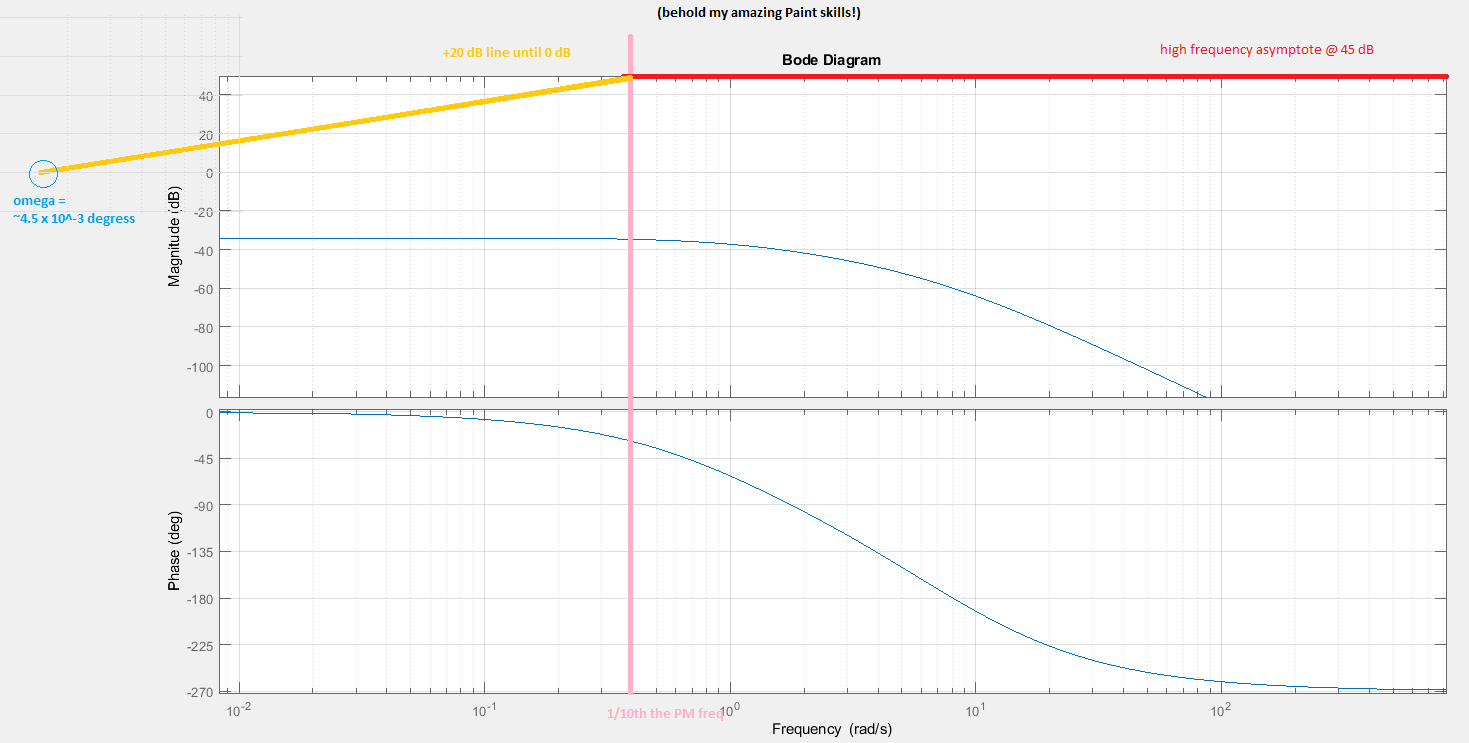 (behold my amazing Paint skills!)
+20 dB line until 0 dB
high frequency asymptote @ 45 dB
Bode Diagram
40
20
0
-20
-40
-60
-80
-100
Magnitude (dB)
omega =
~4.5 x 10^-3 degress
0
-45
-90
-135
-180
-225
-270
Phase (deg)
10^-2
10^-1
10^0
10^1
10^2
1/10th the PM freq
Frequency (rad/s)